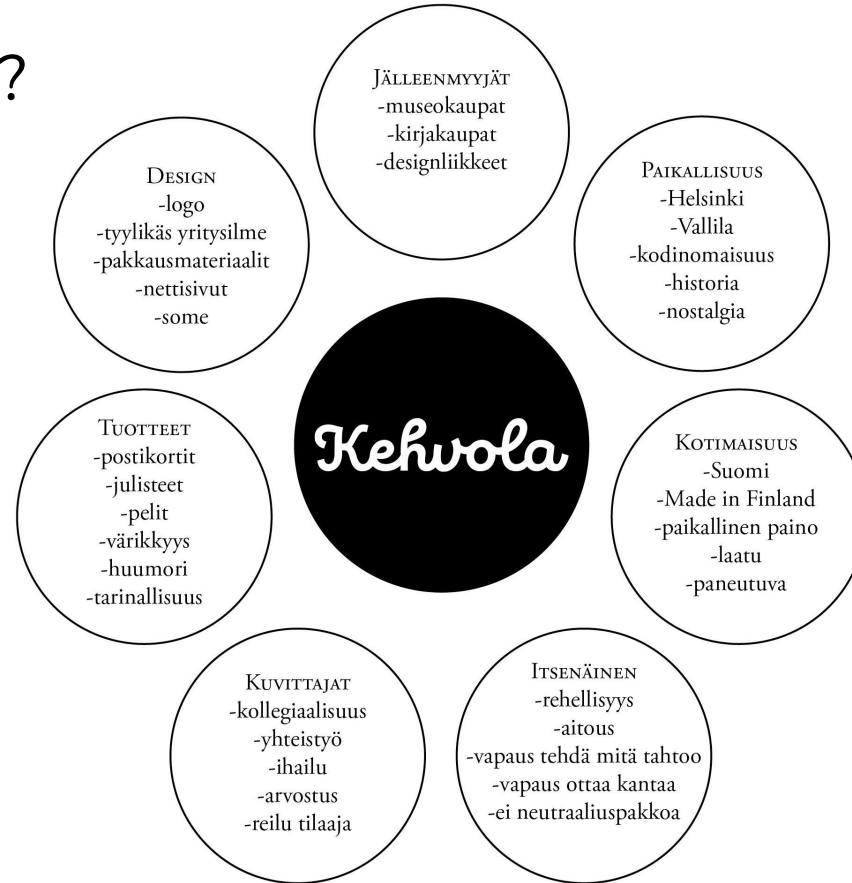 ?
JÄLLEENMYYJÄT
-museokaupat
-kirjakaupat
-designliikkeet
PAIKALLISUUS
-Helsinki
-Vallila
-kodinomaisuus
-historia
-nostalgia
KOTIMAISUUS
-Suomi
-Made in Finland
-paikallinen paino
-laatu
-paneutuva
ITSENÄINEN
-rehellisyys
-aitous
-vapaus tehdä mitä tahtoo
-vapaus ottaa kantaa
-ei neutraaliuspakkoa
KUVITTAJAT
-kollegiaalisuus
-yhteistyö
-ihailu
-arvostus
-reilu tilaaja
TUOTTEET
-postikortit
-julisteet
-pelit
-värikkyys
-huumori
-tarinallisuus
DESIGN
-logo
-tyylikäs yritysilme
-pakkausmateriaalit
-nettisivut
-some
Kehvola